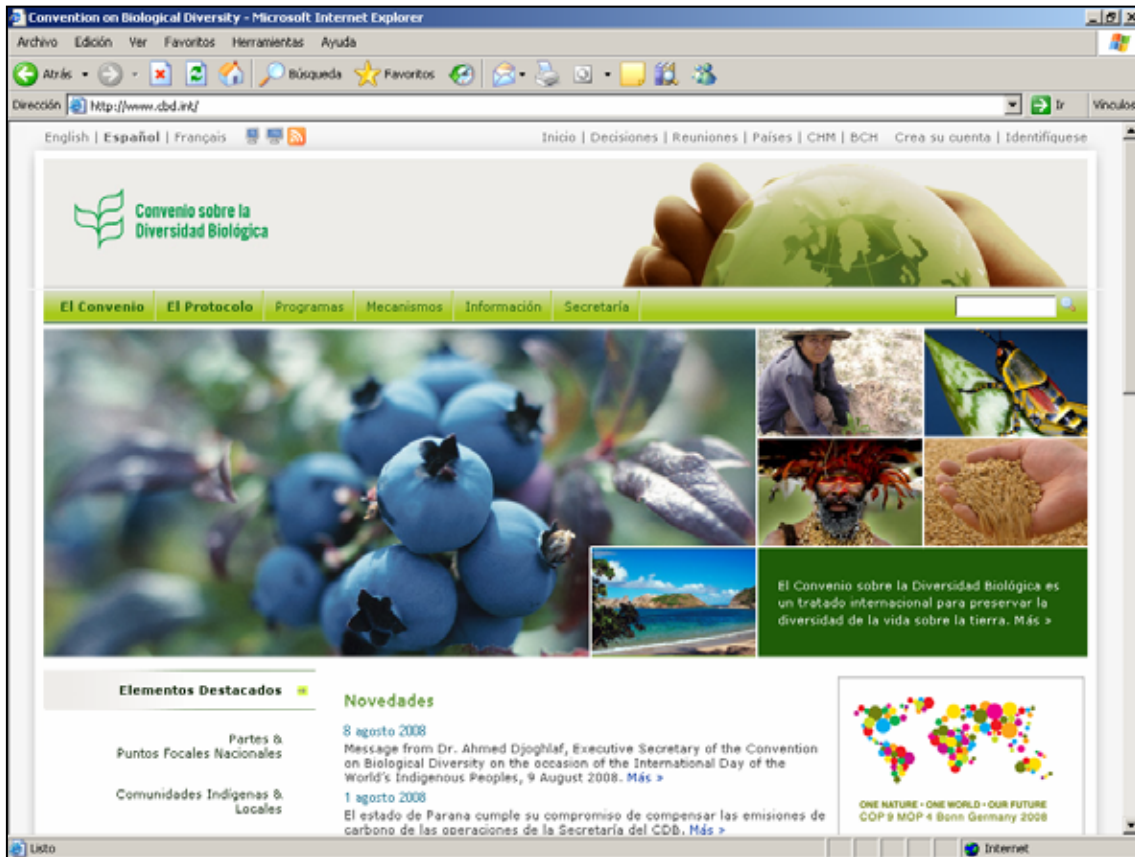 Convention on Biological Diversity - Microsoft Internet Explorer
Archivo Edición Ver Favoritos Herramientas Ayuda
Atrás Búsqueda Favoritos
Dirección http://www.cbd.int/ Ir Vínculos
English | Español | Français Inicio | Decisiones | Reuniones | Países | CHM | BCH Crea su cuenta | Identifíquese
Convenio sobre la
Diversidad Biológica
El Convenio El Protocolo Programas Mecanismos Información Secretaría
El Convenio sobre la Diversidad Biológica es
un tratado internacional para preservar la
diversidad de la vida sobre la tierra. Más »
Elementos Destacados
Partes &
Puntos Focales Nacionales
Comunidades Indígenas &
Locales
Novedades
8 agosto 2008
Message from Dr. Ahmed Djoghlaf, Executive Secretary of the Convention
on Biological Diversity on the occasion of the International Day of the
World's Indigenous Peoples, 9 August 2008. Más »
1 agosto 2008
El estado de Parana cumple su compromiso de compensar las emisiones de
carbono de las operaciones de la Secretaría del CDB. Más »
ONE NATURE • ONE WORLD • OUR FUTURE
COP 9 MOP 4 Bonn Germany 2008
Listo Internet